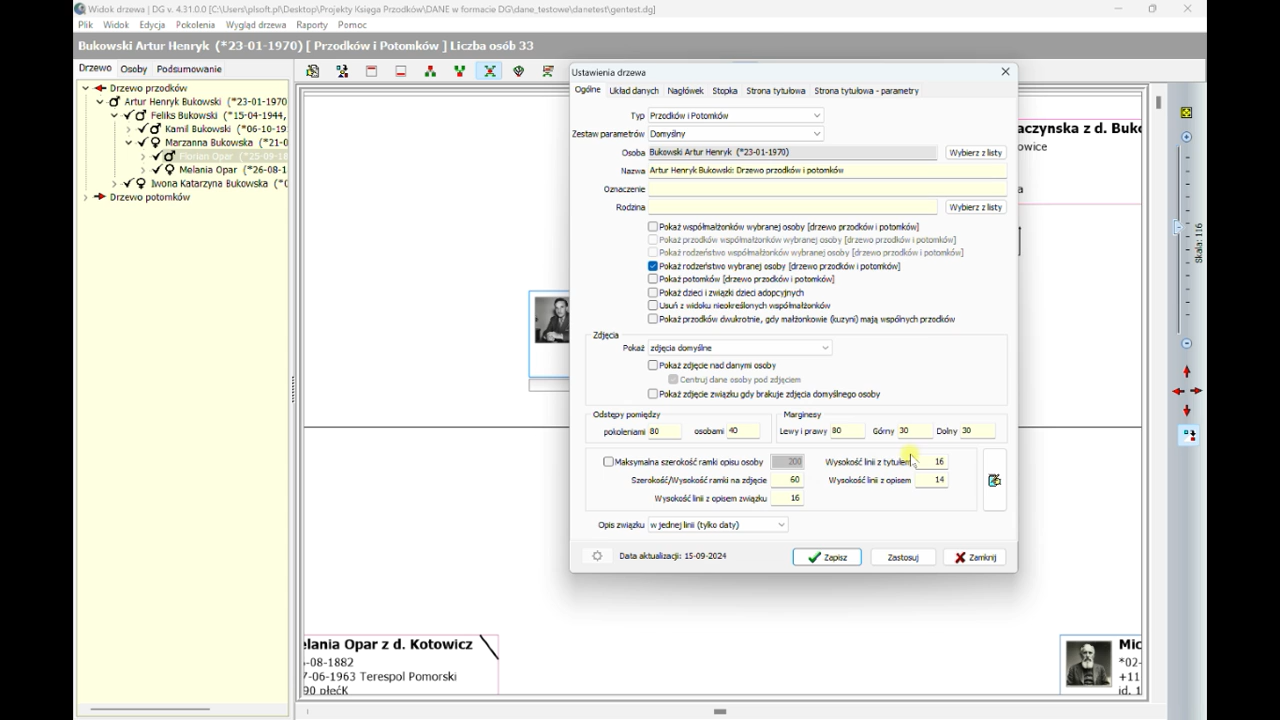 Widok drzewa | DG v. 4.31.0.0 [C:\Users\plsoft.pl\Desktop\Projekty Księga Przodków\DANE w formacie DG\dane_testowe\danetest\gentest.dg]
Plik Widok Edycja Pokolenia Wygląd drzewa Raporty Pomoc
Bukowski Artur Henryk (*23-01-1970) [ Przodków i Potomków ] Liczba osób 33
Drzewo Osoby Podsumowanie
Drzewo przodków
Artur Henryk Bukowski (*23-01-1970
Feliks Bukowski (*15-04-1944,
Kamil Bukowski (*06-10-19
Marzanna Bukowska (*21-0
Florian Opar (*25-09-18
Melania Opar (*26-08-1
Iwona Katarzyna Bukowska (*0
Drzewo potomków
Ustawienia drzewa
Ogólne Układ danych Nagłówek Stopka Strona tytułowa Strona tytułowa - parametry
Typ Przodków i Potomków
Zestaw parametrów Domyślny
Osoba Bukowski Artur Henryk (*23-01-1970) Wybierz z listy
Nazwa Artur Henryk Bukowski: Drzewo przodków i potomków
Oznaczenie
Rodzina Wybierz z listy
Pokaż współmałżonków wybranej osoby [drzewo przodków i potomków]
Pokaż przodków współmałżonków wybranej osoby [drzewo przodków i potomków]
Pokaż rodzeństwo współmałżonków wybranej osoby [drzewo przodków i potomków]
Pokaż rodzeństwo wybranej osoby [drzewo przodków i potomków]
Pokaż potomków [drzewo przodków i potomków]
Pokaż dzieci i związki dzieci adopcyjnych
Usuń z widoku nieokreślonych współmałżonków
Pokaż przodków dwukrotnie, gdy małżonkowie (kuzyni) mają wspólnych przodków
Zdjęcia
Pokaż zdjęcia domyślne
Pokaż zdjęcie nad danymi osoby
Centruj dane osoby pod zdjęciem
Pokaż zdjęcie związku gdy brakuje zdjęcia domyślnego osoby
Odstępy pomiędzy Marginesy
pokoleniami 80 osobami 40 Lewy i prawy 80 Górny 30 Dolny 30
Maksymalna szerokość ramki opisu osoby 200 Wysokość linii z tytułem 16
Szerokość/Wysokość ramki na zdjęcie 60 Wysokość linii z opisem 14
Wysokość linii z opisem związku 16
Opis związku w jednej linii (tylko daty)
Data aktualizacji: 15-09-2024 Zapisz Zastosuj Zamknij
aczynska z d. Buko
owice
a
Skala: 116
elania Opar z d. Kotowicz
-08-1882
7-06-1963 Terespol Pomorski
90 płećK
Mic
*02-
+11
id. 1